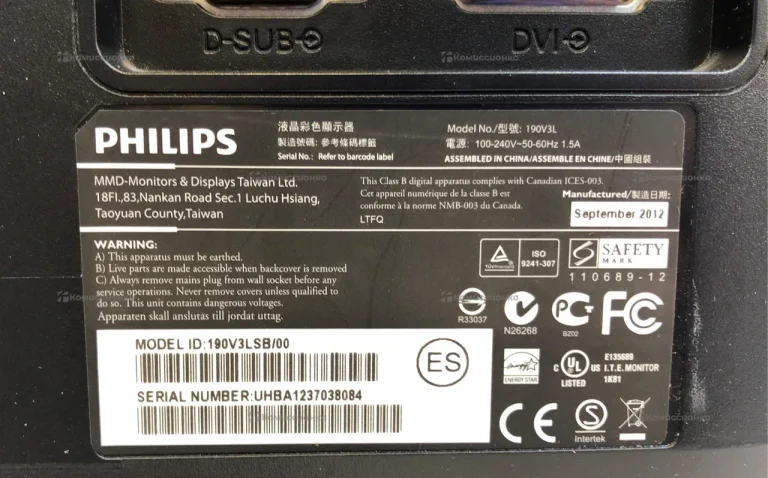 D-SUB
DVI
PHILIPS
液晶彩色顯示器
製造號碼: 參考條碼標籤
Serial No.: Refer to barcode label
Model No./型號: 190V3L
電源: 100-240V~50-60Hz 1.5A
ASSEMBLED IN CHINA/ASSEMBLE EN CHINE/中國組裝
MMD-Monitors & Displays Taiwan Ltd.
18Fl.,83,Nankan Road Sec.1 Luchu Hsiang,
Taoyuan County,Taiwan
This Class B digital apparatus complies with Canadian ICES-003.
Cet appareil numérique de la classe B est
conforme à la norme NMB-003 du Canada.
LTFQ
Manufactured/製造日期:
September 2012
WARNING:
A) This apparatus must be earthed.
B) Live parts are made accessible when backcover is removed
C) Always remove mains plug from wall socket before any
service operations. Never remove covers unless qualified to
do so. This unit contains dangerous voltages.
Apparaten skall anslutas till jordat uttag.
ISO
9241-307
S SAFETY
MARK
110689-12
R33037
N26268
BZ02
FC
MODEL ID:190V3LSB/00
SERIAL NUMBER:UHBA1237038084
ES
ENERGY STAR
C UL US
LISTED
E135689
I.T.E. MONITOR
1K81
CE
S
Intertek
Комиссионко